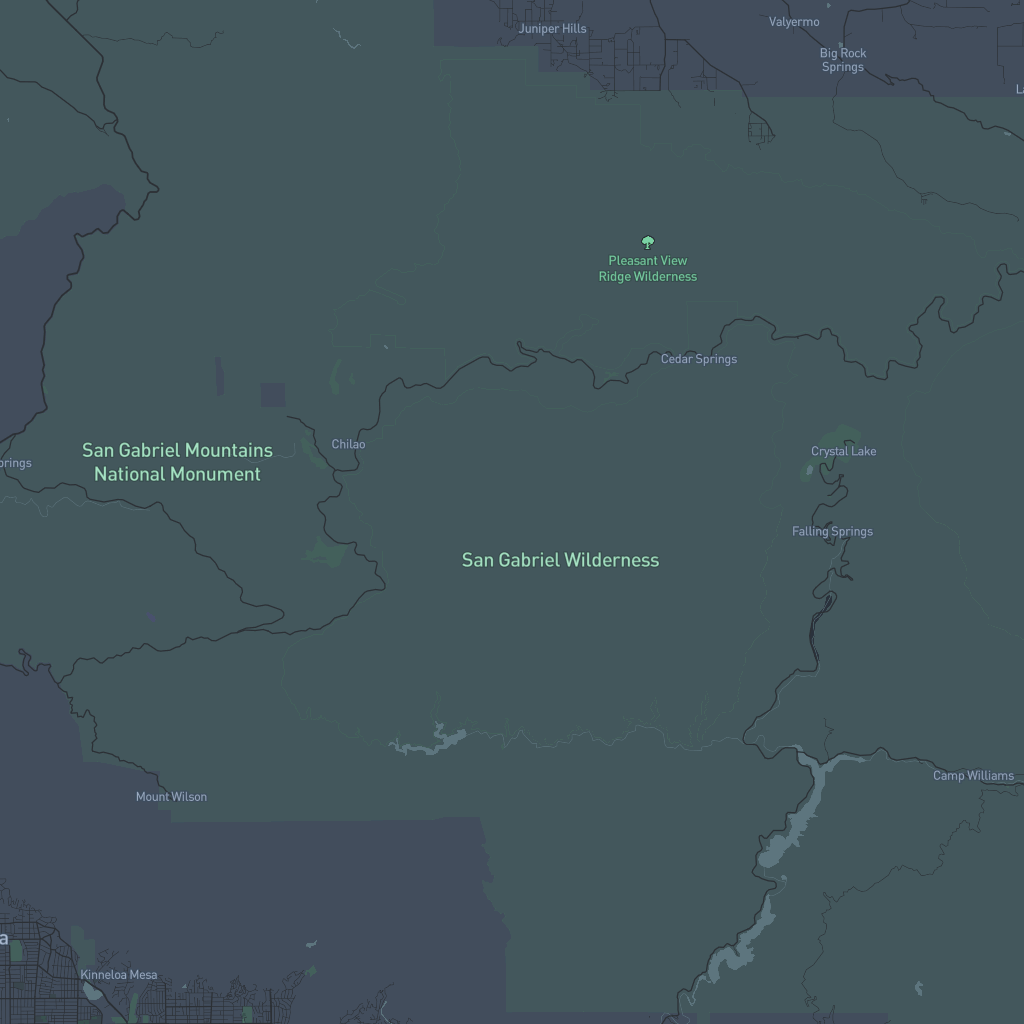 Valyermo
Juniper Hills
Big Rock
Springs
La
Pleasant View
Ridge Wilderness
Cedar Springs
Chilao
San Gabriel Mountains
National Monument
Crystal Lake
prings
Falling Springs
San Gabriel Wilderness
Camp Williams
Mount Wilson
a
Kinneloa Mesa